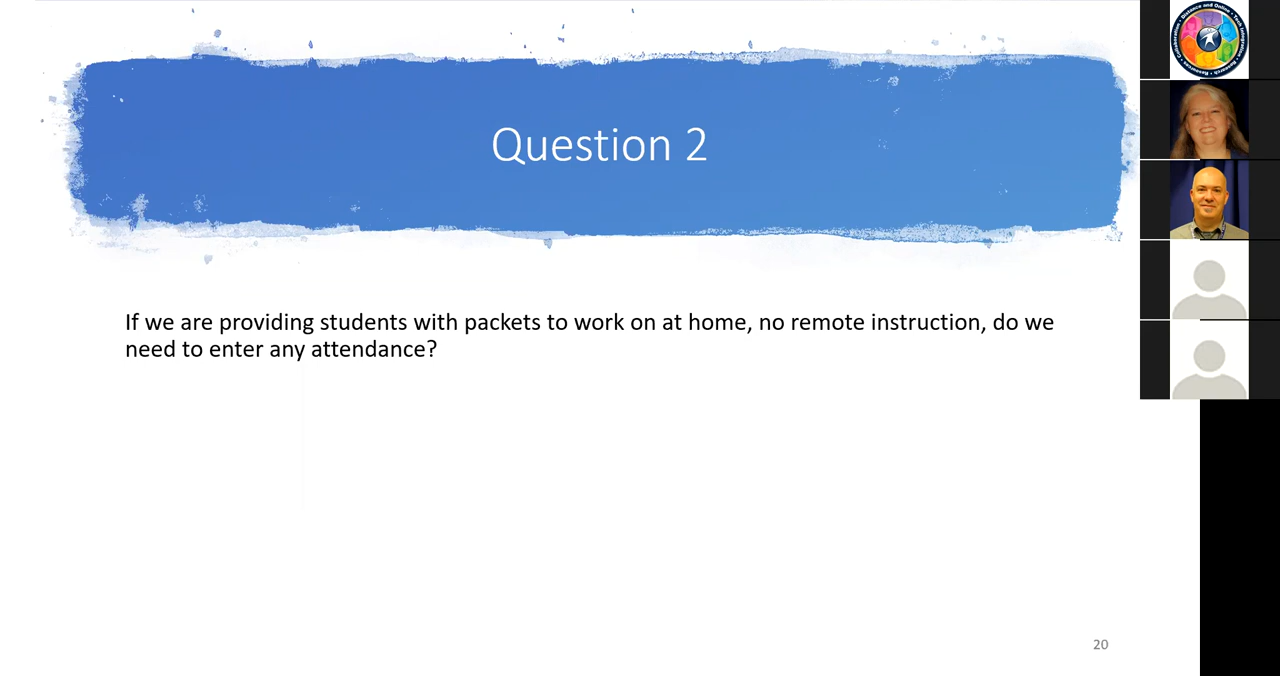 Question 2
If we are providing students with packets to work on at home, no remote instruction, do we
need to enter any attendance?
20